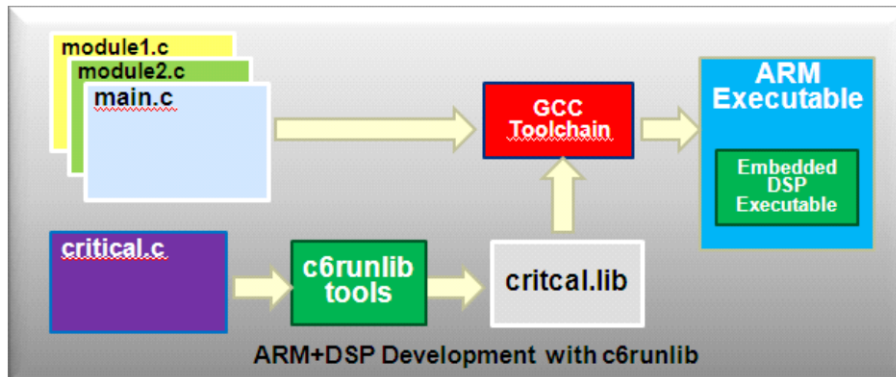 module1.c
module2.c
main.c
GCC
Toolchain
ARM
Executable
Embedded
DSP
Executable
critical.c
c6runlib
tools
critcal.lib
ARM+DSP Development with c6runlib